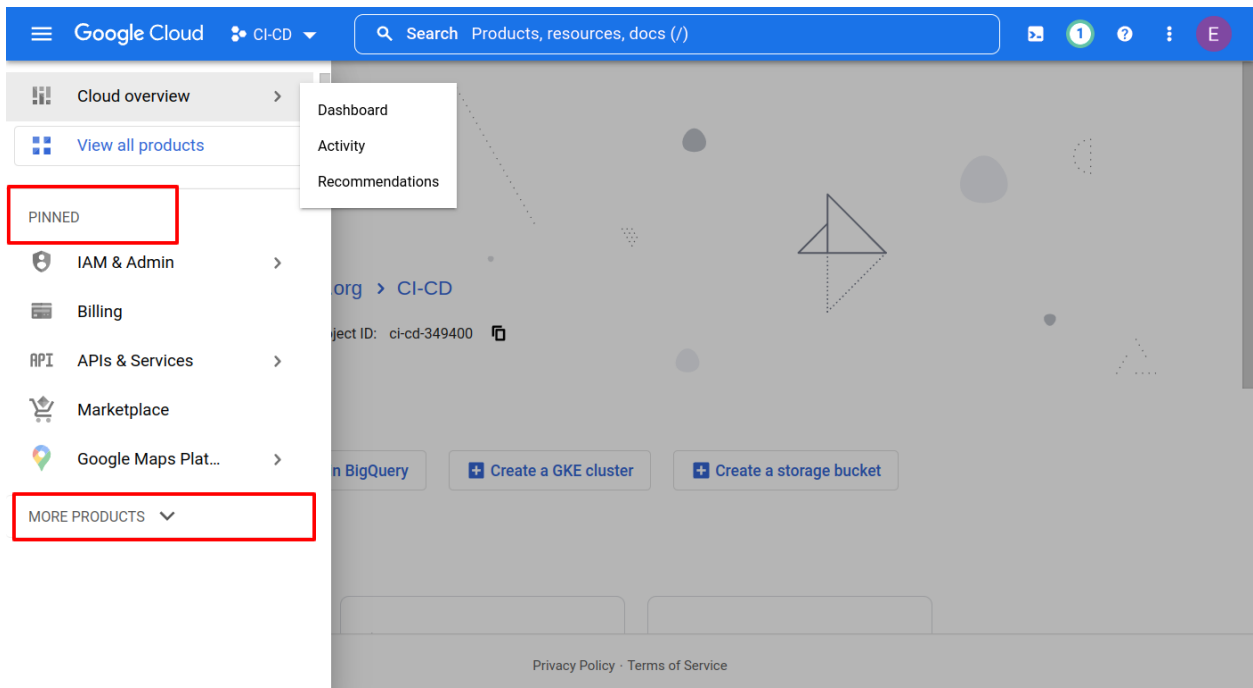 Google Cloud CI-CD Search Products, resources, docs (/) 1 E
Cloud overview
Dashboard
View all products
Activity
Recommendations
PINNED
IAM & Admin
.org > CI-CD
Billing
ject ID: ci-cd-349400
API APIs & Services
Marketplace
Google Maps Plat...
n BigQuery Create a GKE cluster Create a storage bucket
MORE PRODUCTS
Privacy Policy · Terms of Service